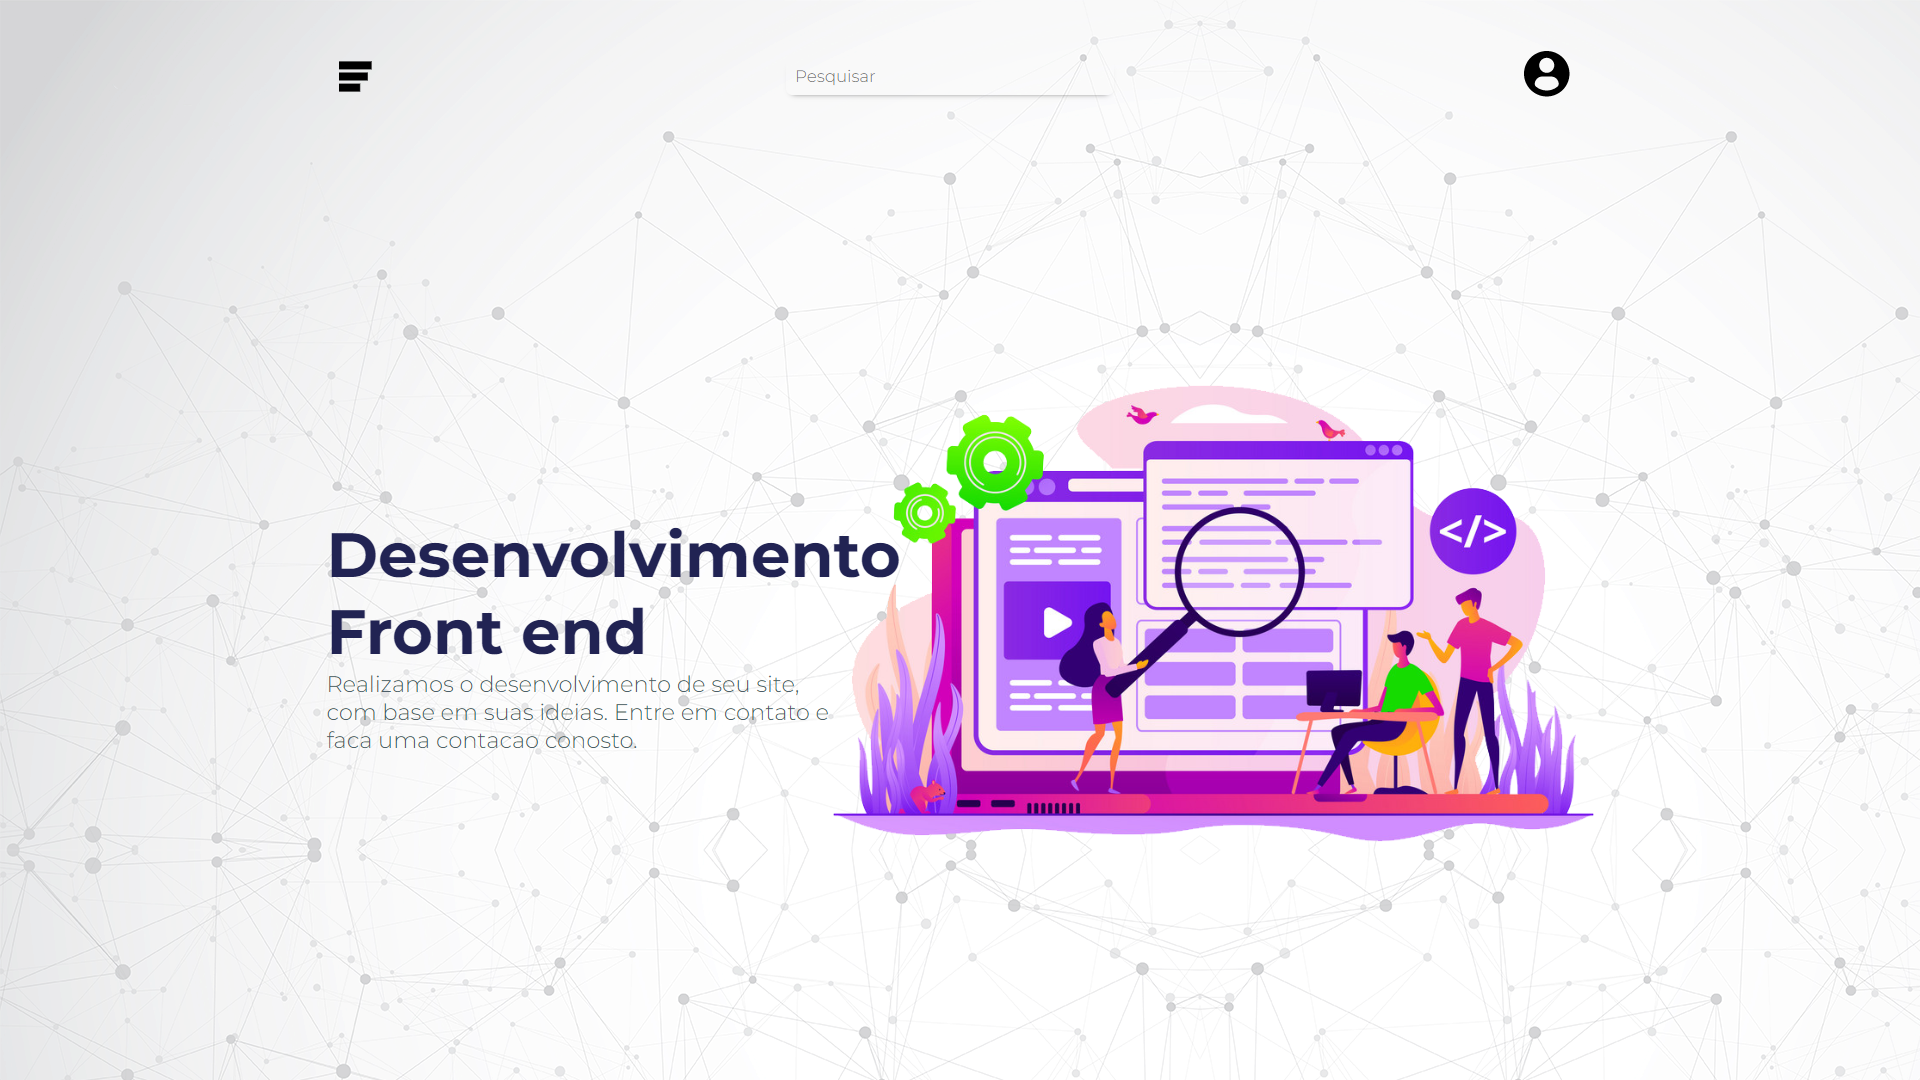 Pesquisar
</>
Desenvolvimento
Front end
Realizamos o desenvolvimento de seu site,
com base em suas ideias. Entre em contato e
faca uma contacao conosto.